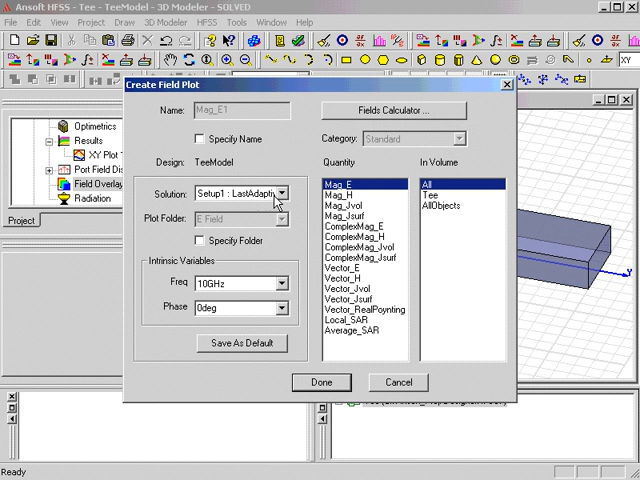 Ansoft HFSS - Tee - TeeModel - 3D Modeler - SOLVED
File Edit View Project Draw 3D Modeler HFSS Tools Window Help
XY
Create Field Plot
Name: Mag_E1 Fields Calculator ...
Specify Name Category: Standard
Design: TeeModel Quantity In Volume
Solution: Setup1 : LastAdapti
Plot Folder: E Field
Specify Folder
Intrinsic Variables
Freq 10GHz
Phase 0deg
Save As Default
Mag_E
Mag_H
Mag_Jvol
Mag_Jsurf
ComplexMag_E
ComplexMag_H
ComplexMag_Jvol
ComplexMag_Jsurf
Vector_E
Vector_H
Vector_Jvol
Vector_Jsurf
Vector_RealPoynting
Local_SAR
Average_SAR
All
Tee
AllObjects
Done Cancel
Optimetrics
Results
XY Plot
Port Field Dis
Field Overlay
Radiation
Project
Y
Ready